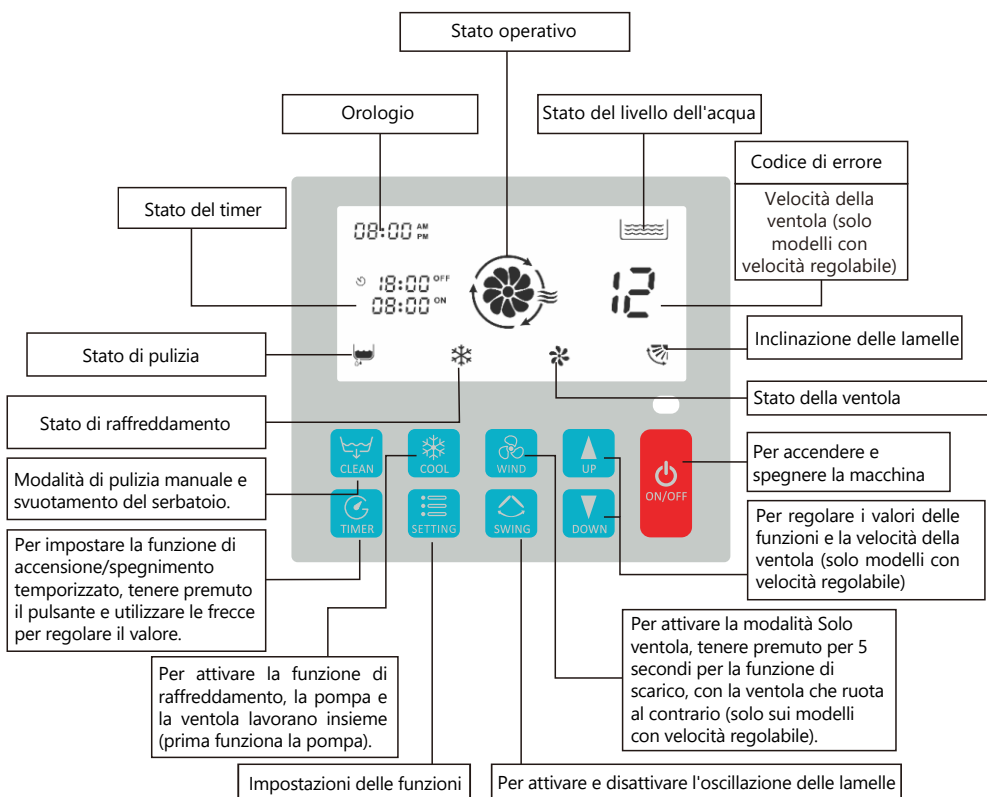 Stato operativo
Orologio
Stato del livello dell'acqua
Codice di errore
Velocità della
ventola (solo
modelli con
velocità regolabile)
Stato del timer
08:00 AM
PM
18:00 OFF
08:00 ON
12
Stato di pulizia
Inclinazione delle lamelle
Stato di raffreddamento
Stato della ventola
CLEAN
COOL
WIND
UP
ON/OFF
TIMER
SETTING
SWING
DOWN
Modalità di pulizia manuale e
svuotamento del serbatoio.
Per accendere e
spegnere la macchina
Per impostare la funzione di
accensione/spegnimento
temporizzato, tenere premuto
il pulsante e utilizzare le frecce
per regolare il valore.
Per regolare i valori delle
funzioni e la velocità della
ventola (solo modelli con
velocità regolabile)
Per attivare la funzione di
raffreddamento, la pompa e
la ventola lavorano insieme
(prima funziona la pompa).
Per attivare la modalità Solo
ventola, tenere premuto per 5
secondi per la funzione di
scarico, con la ventola che ruota
al contrario (solo sui modelli
con velocità regolabile).
Impostazioni delle funzioni
Per attivare e disattivare l'oscillazione delle lamelle